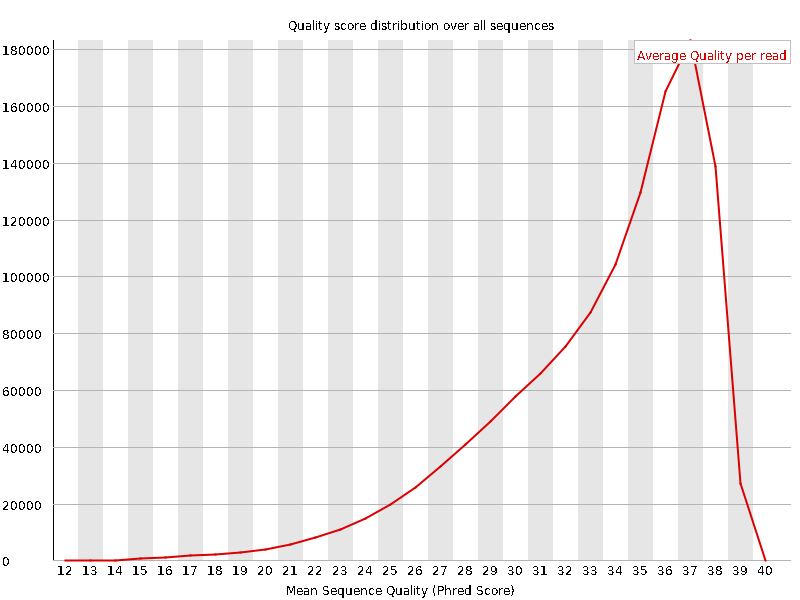 Quality score distribution over all sequences
180000
Average Quality per read
160000
140000
120000
100000
80000
60000
40000
20000
0
12 13 14 15 16 17 18 19 20 21 22 23 24 25 26 27 28 29 30 31 32 33 34 35 36 37 38 39 40
Mean Sequence Quality (Phred Score)